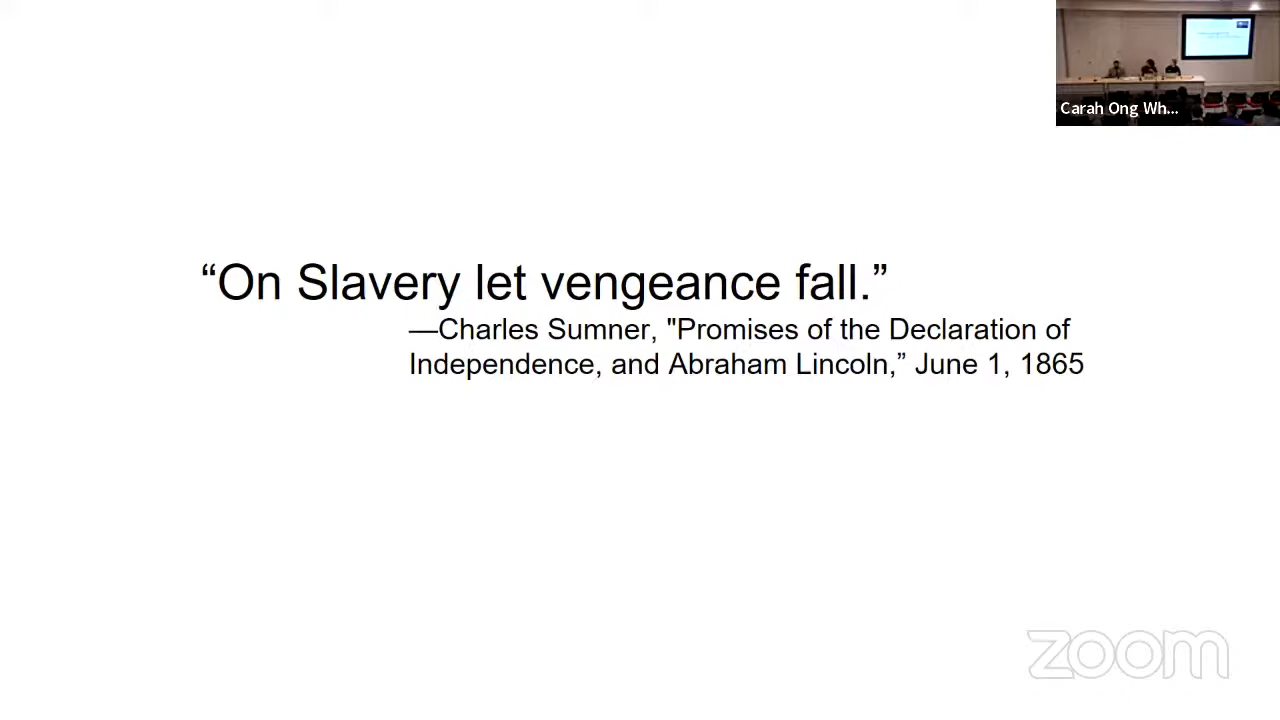 Carah Ong Wh...
“On Slavery let vengeance fall.”
—Charles Sumner, "Promises of the Declaration of
Independence, and Abraham Lincoln,” June 1, 1865
zoom